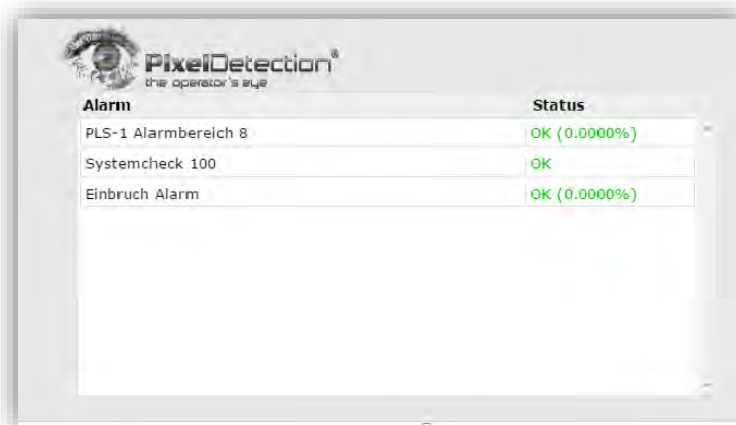 PixelDetection®
the operator's eye
Alarm Status
PLS-1 Alarmbereich 8 OK (0.0000%)
Systemcheck 100 OK
Einbruch Alarm OK (0.0000%)